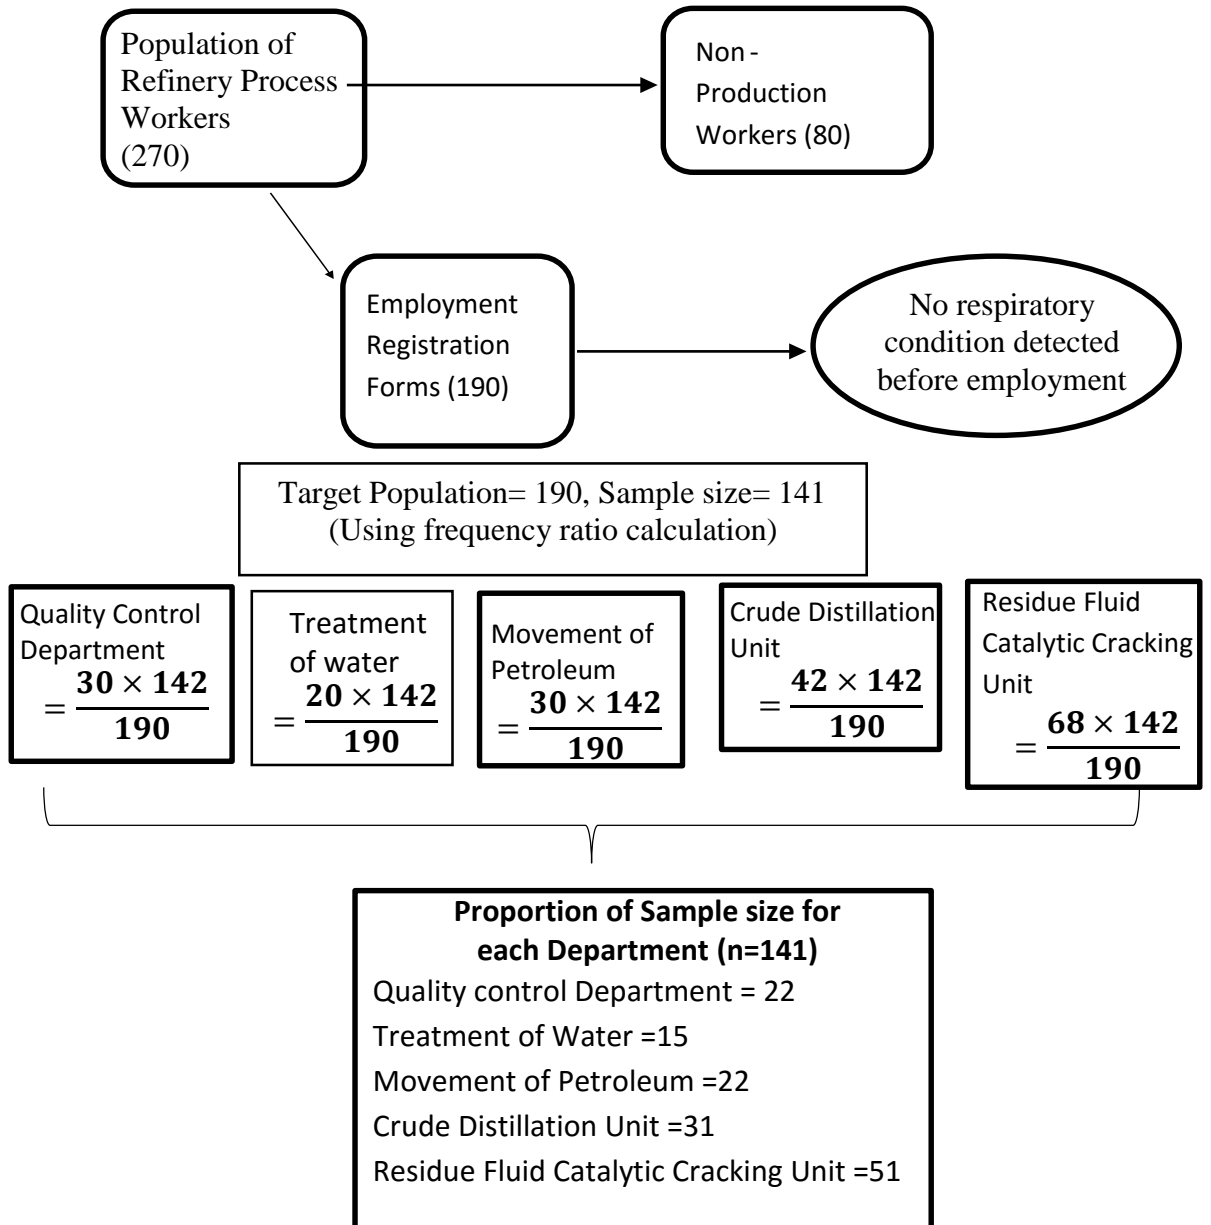 Population of
Refinery Process
Workers
(270)
Non -
Production
Workers (80)
Employment
Registration
Forms (190)
No respiratory
condition detected
before employment
Target Population= 190, Sample size= 141
(Using frequency ratio calculation)
Quality Control
Department
= 30 × 142 / 190
Treatment
of water
= 20 × 142 / 190
Movement of
Petroleum
= 30 × 142 / 190
Crude Distillation
Unit
= 42 × 142 / 190
Residue Fluid
Catalytic Cracking
Unit
= 68 × 142 / 190
Proportion of Sample size for
each Department (n=141)
Quality control Department = 22
Treatment of Water =15
Movement of Petroleum =22
Crude Distillation Unit =31
Residue Fluid Catalytic Cracking Unit =51